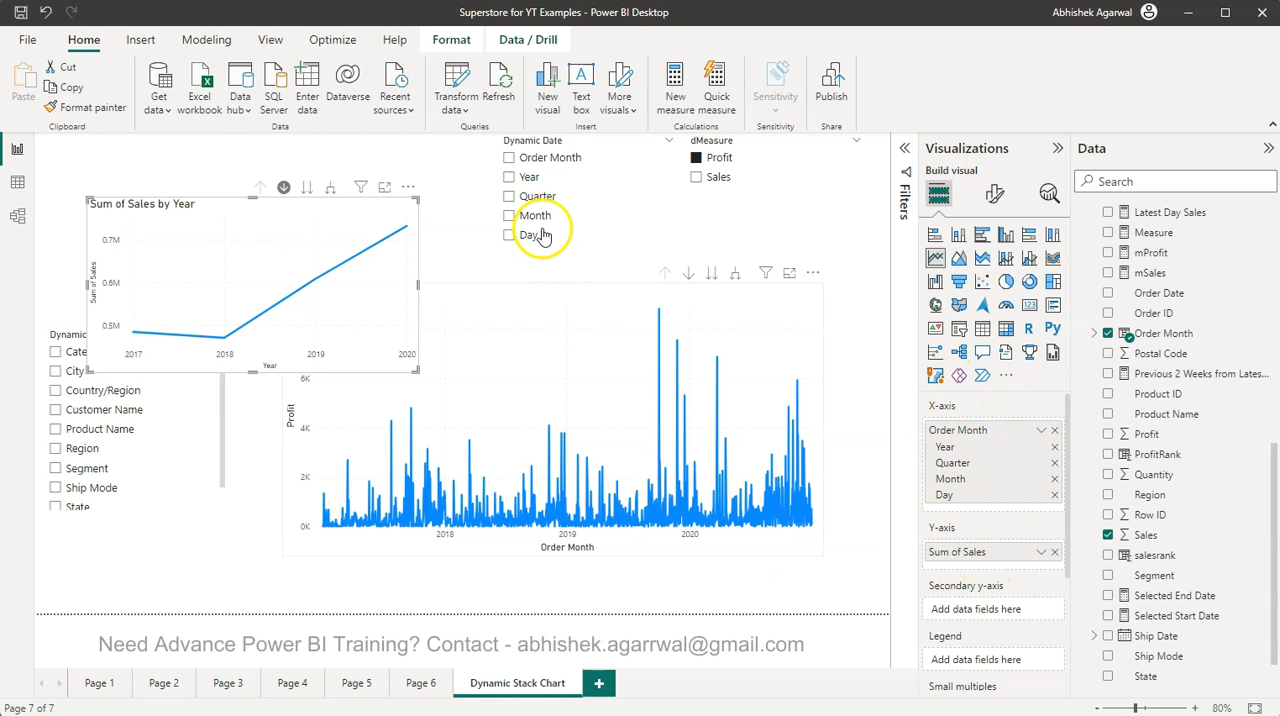 Superstore for YT Examples - Power BI Desktop
Abhishek Agarwal
File Home Insert Modeling View Optimize Help Format Data / Drill
Paste
Cut
Copy
Format painter
Clipboard
Get data
Excel workbook
Data hub
SQL Server
Enter data
Dataverse
Recent sources
Data
Transform data
Refresh
Queries
New visual
Text box
More visuals
Insert
New measure
Quick measure
Calculations
Sensitivity
Sensitivity
Publish
Share
Dynamic Date
Order Month
Year
Quarter
Month
Day
dMeasure
Profit
Sales
Sum of Sales by Year
0.7M
0.6M
0.5M
Sum of Sales
2017 2018 2019 2020
Year
Dynamic
Cate
City
Country/Region
Customer Name
Product Name
Region
Segment
Ship Mode
State
6K
4K
2K
0K
Profit
2018 2019 2020
Order Month
Need Advance Power BI Training? Contact - abhishek.agarrwal@gmail.com
Filters
Visualizations
Build visual
R Py
123
X-axis
Order Month
Year
Quarter
Month
Day
Y-axis
Sum of Sales
Secondary y-axis
Add data fields here
Legend
Add data fields here
Small multiples
Data
Search
Latest Day Sales
Measure
mProfit
mSales
Order Date
Order ID
Order Month
Postal Code
Previous 2 Weeks from Lates...
Product ID
Product Name
Profit
ProfitRank
Quantity
Region
Row ID
Sales
salesrank
Segment
Selected End Date
Selected Start Date
Ship Date
Ship Mode
State
Page 1 Page 2 Page 3 Page 4 Page 5 Page 6 Dynamic Stack Chart
Page 7 of 7
80%